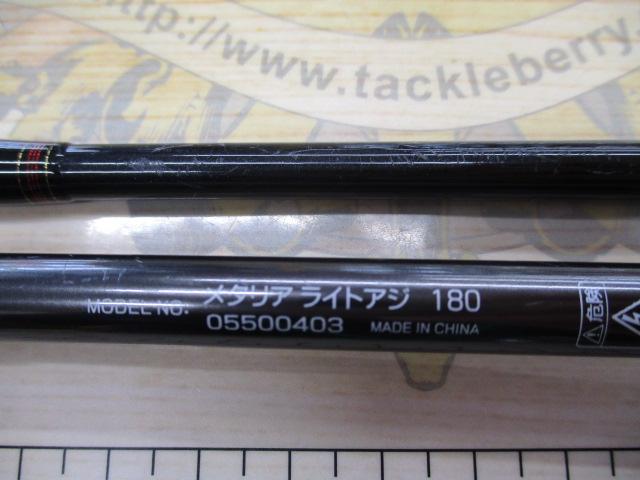 http://www.tackleberry.
MODEL NO. メタリア ライトアジ 180
05500403 MADE IN CHINA
危険